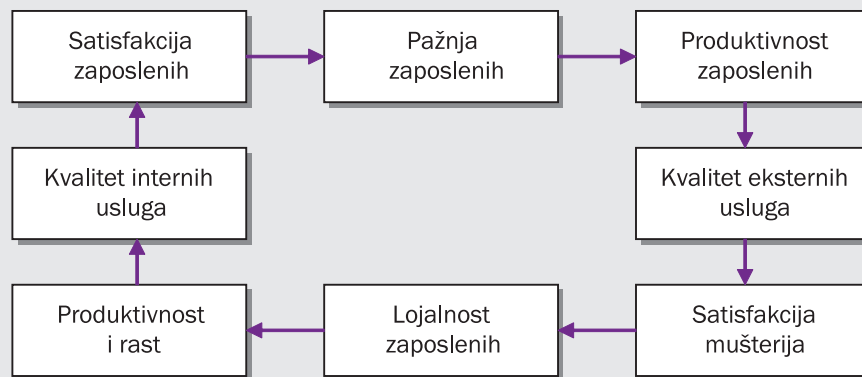 Satisfakcija
zaposlenih
Pažnja
zaposlenih
Produktivnost
zaposlenih
Kvalitet internih
usluga
Kvalitet eksternih
usluga
Produktivnost
i rast
Lojalnost
zaposlenih
Satisfakcija
mušterija